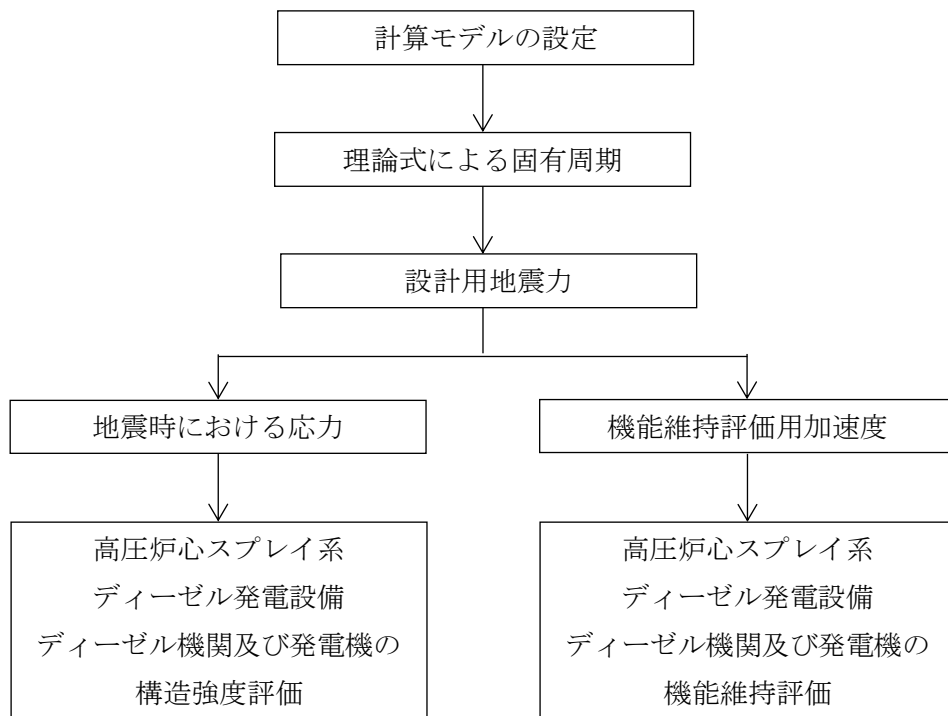 計算モデルの設定
理論式による固有周期
設計用地震力
地震時における応力
機能維持評価用加速度
高圧炉心スプレイ系
ディーゼル発電設備
ディーゼル機関及び発電機の
構造強度評価
高圧炉心スプレイ系
ディーゼル発電設備
ディーゼル機関及び発電機の
機能維持評価